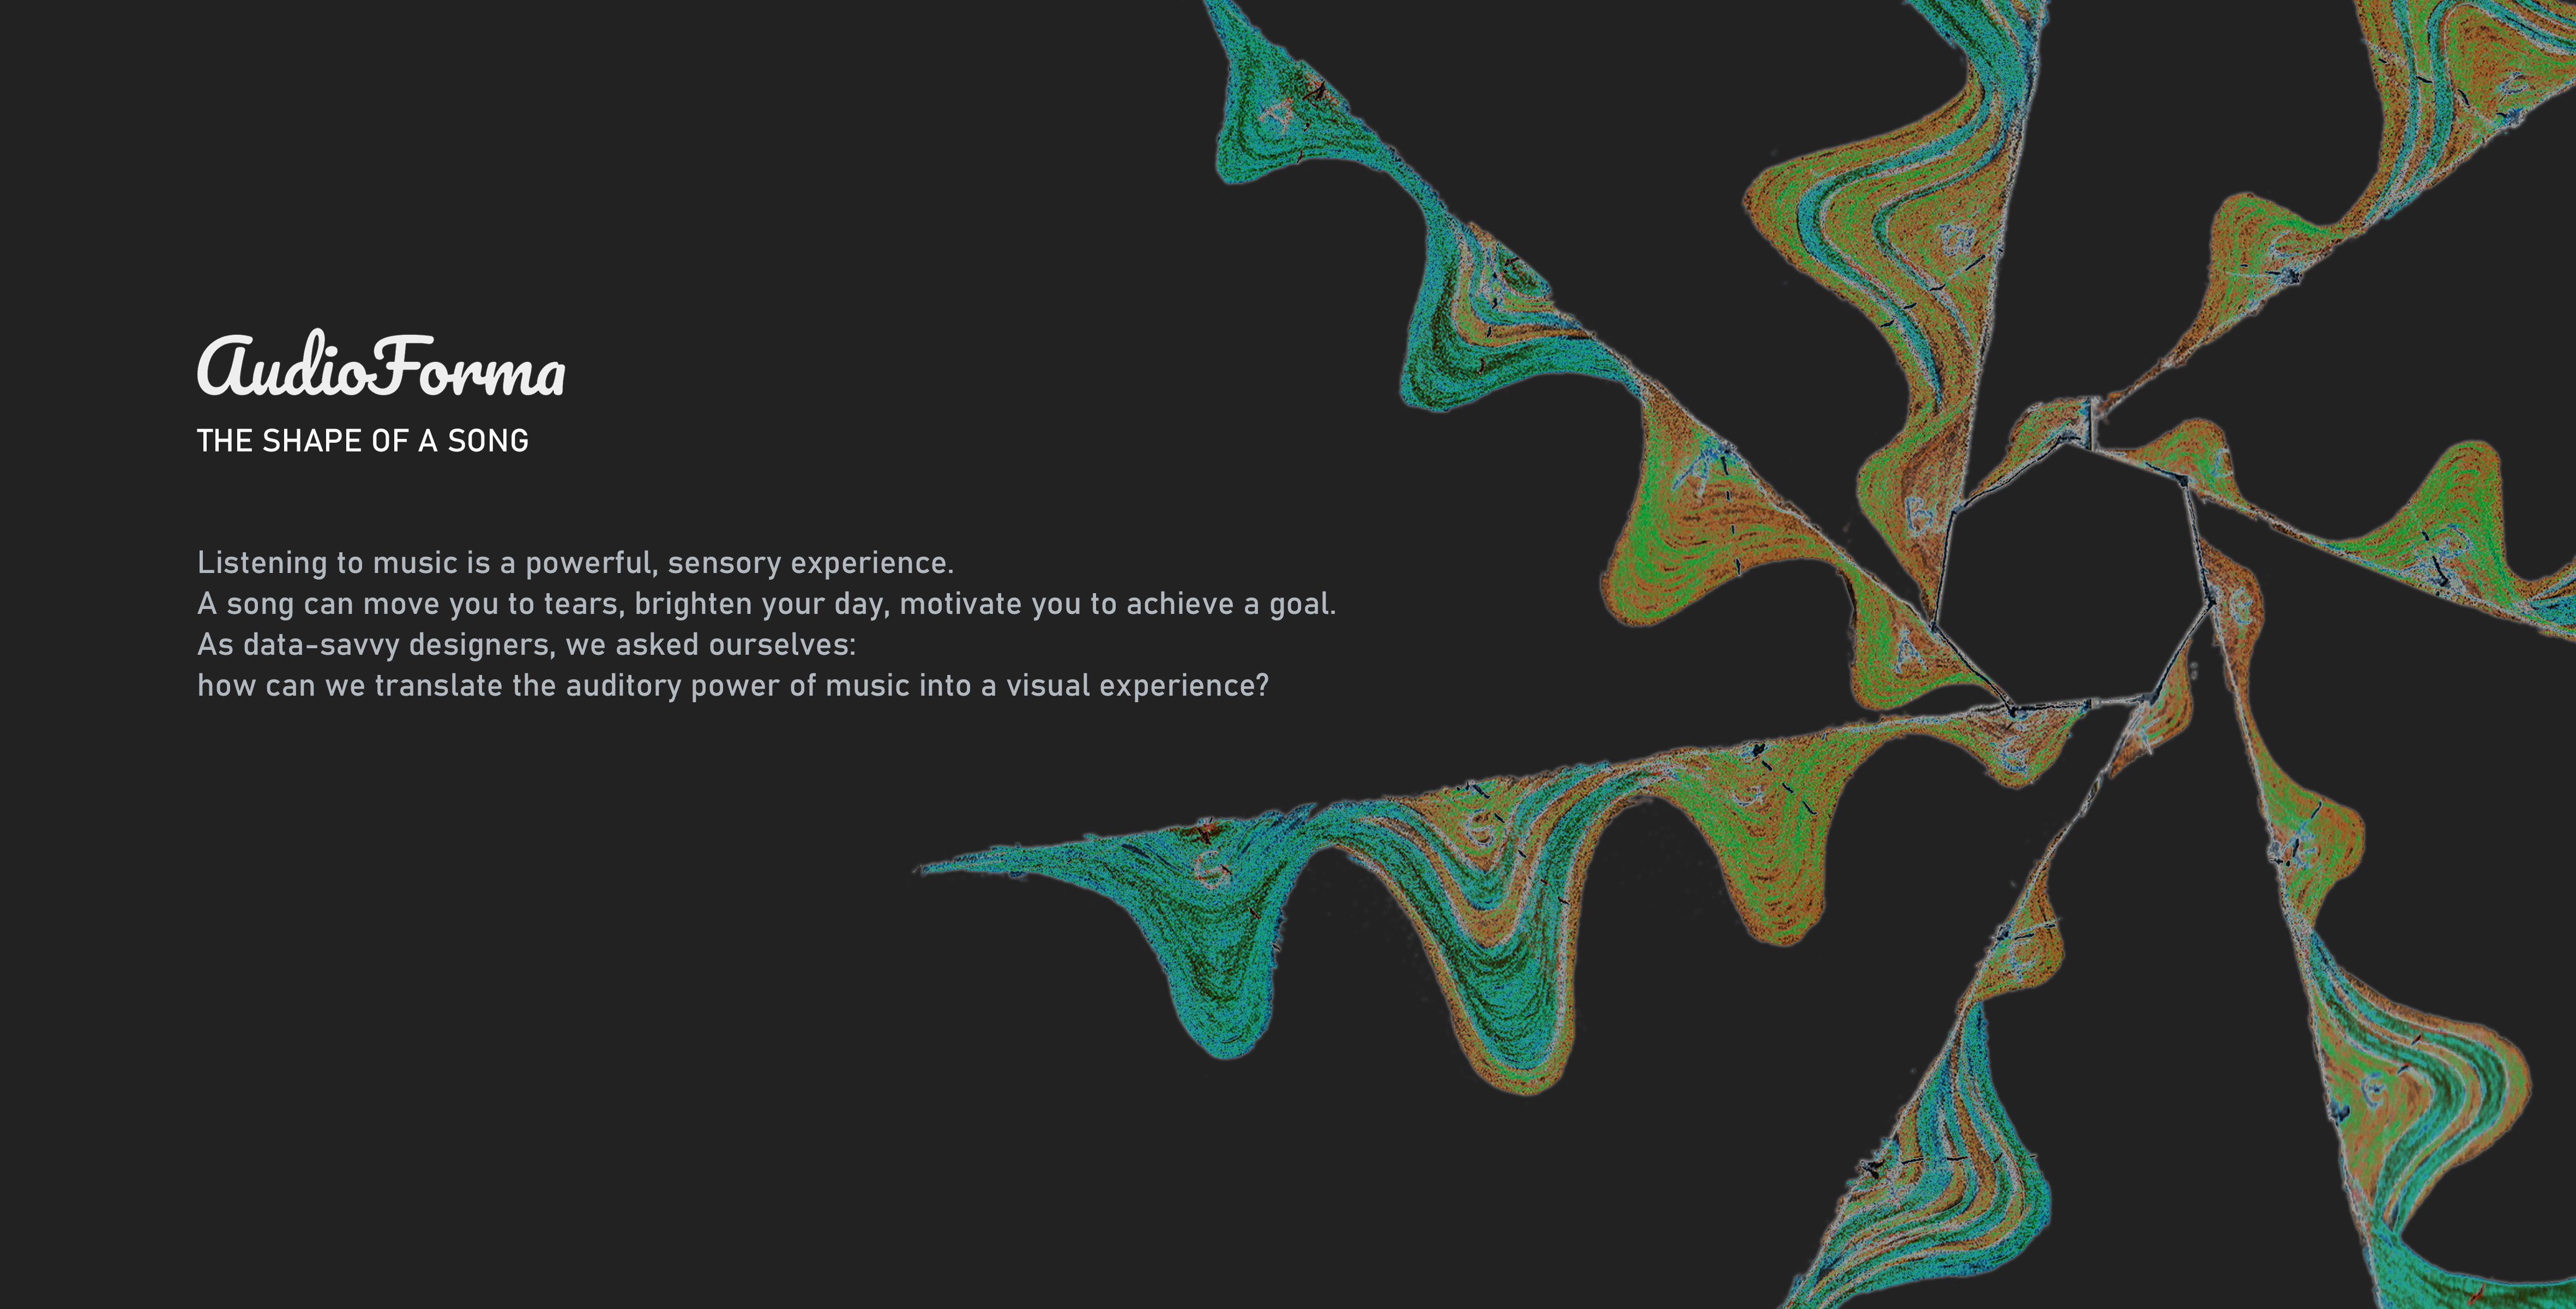 AudioForma
THE SHAPE OF A SONG
Listening to music is a powerful, sensory experience.
A song can move you to tears, brighten your day, motivate you to achieve a goal.
As data-savvy designers, we asked ourselves:
how can we translate the auditory power of music into a visual experience?
A
A
A
B
B
G
G
G